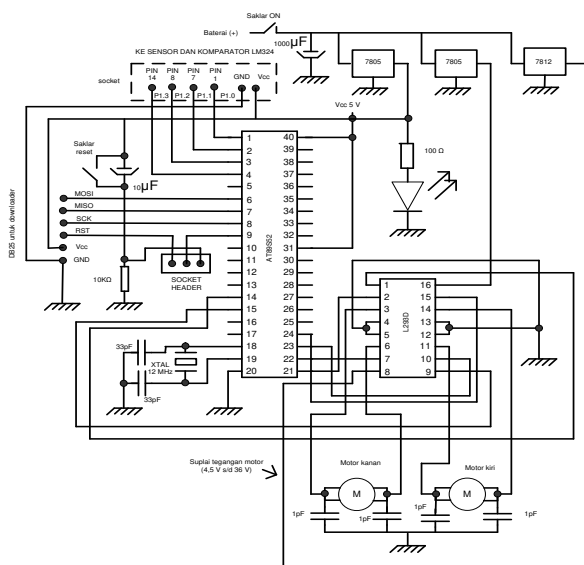 Saklar ON
Baterai (+)
1000 µF
7805
7805
7812
KE SENSOR DAN KOMPARATOR LM324
socket
PIN 14
PIN 8
PIN 7
PIN 1
GND
Vcc
P1.3
P1.2
P1.1
P1.0
Vcc 5 V
Saklar reset
10 µF
100 Ω
DB25 untuk downloader
MOSI
MISO
SCK
RST
Vcc
GND
10KΩ
SOCKET HEADER
AT89S52
1
2
3
4
5
6
7
8
9
10
11
12
13
14
15
16
17
18
19
20
40
39
38
37
36
35
34
33
32
31
30
29
28
27
26
25
24
23
22
21
L293D
1
2
3
4
5
6
7
8
16
15
14
13
12
11
10
9
33pF
XTAL
12 MHz
33pF
Suplai tegangan motor
(4,5 V s/d 36 V)
Motor kanan
Motor kiri
M
M
1pF
1pF
1pF
1pF